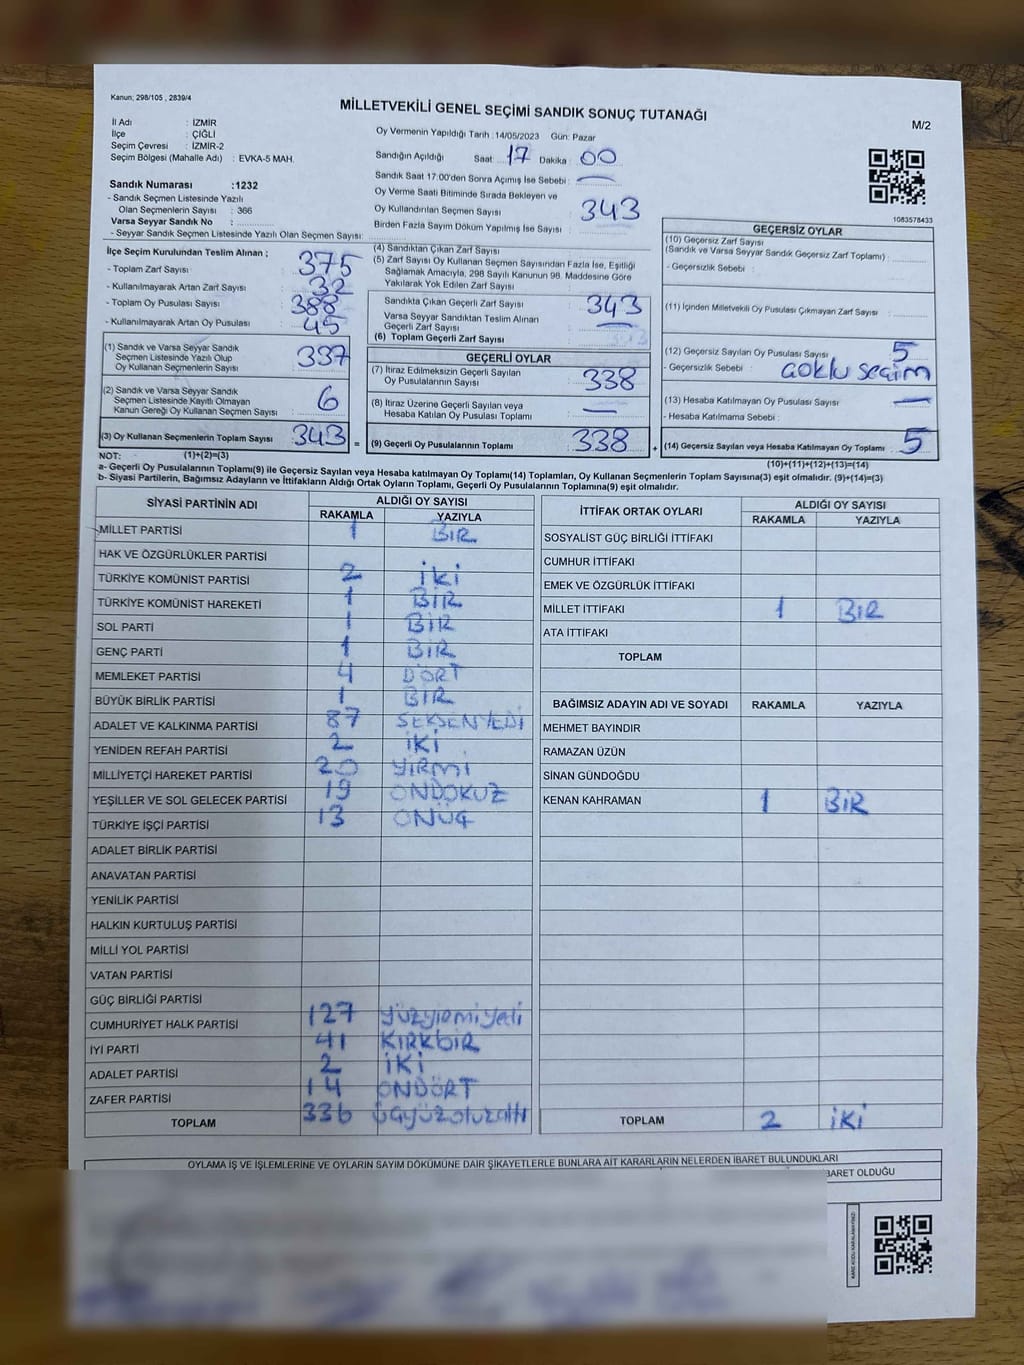 Kanun; 298/105 , 2839/4
MİLLETVEKİLİ GENEL SEÇİMİ SANDIK SONUÇ TUTANAĞI
M/2
İl Adı : İZMİR
İlçe : ÇİĞLİ
Seçim Çevresi : İZMİR-2
Seçim Bölgesi (Mahalle Adı) : EVKA-5 MAH.
Oy Vermenin Yapıldığı Tarih :14/05/2023 Gün: Pazar
Sandığın Açıldığı Saat: 17 Dakika : 00
Sandık Saat 17:00'den Sonra Açımış İse Sebebi : —
Oy Verme Saati Bitiminde Sırada Bekleyen ve
Oy Kullandırılan Seçmen Sayısı : 343
Birden Fazla Sayım Döküm Yapılmış İse Sayısı :
1083578433
Sandık Numarası :1232
- Sandık Seçmen Listesinde Yazılı
Olan Seçmenlerin Sayısı : 366
Varsa Seyyar Sandık No :
- Seyyar Sandık Seçmen Listesinde Yazılı Olan Seçmen Sayısı:
İlçe Seçim Kurulundan Teslim Alınan ;
- Toplam Zarf Sayısı : 375
- Kullanılmayarak Artan Zarf Sayısı : 32
- Toplam Oy Pusulası Sayısı : 388
- Kullanılmayarak Artan Oy Pusulası : 45
(1) Sandık ve Varsa Seyyar Sandık
Seçmen Listesinde Yazılı Olup
Oy Kullanan Seçmenlerin Sayısı : 337
(2) Sandık ve Varsa Seyyar Sandık
Seçmen Listesinde Kayıtlı Olmayan
Kanun Gereği Oy Kullanan Seçmen Sayısı : 6
(3) Oy Kullanan Seçmenlerin Toplam Sayısı : 343 =
(4) Sandıktan Çıkan Zarf Sayısı
(5) Zarf Sayısı Oy Kullanan Seçmen Sayısından Fazla İse, Eşitliği
Sağlamak Amacıyla, 298 Sayılı Kanunun 98. Maddesine Göre
Yakılarak Yok Edilen Zarf Sayısı :
Sandıkta Çıkan Geçerli Zarf Sayısı : 343
Varsa Seyyar Sandıktan Teslim Alınan
Geçerli Zarf Sayısı : —
(6) Toplam Geçerli Zarf Sayısı :
GEÇERLİ OYLAR
(7) İtiraz Edilmeksizin Geçerli Sayılan
Oy Pusulalarının Sayısı : 338
(8) İtiraz Üzerine Geçerli Sayılan veya
Hesaba Katılan Oy Pusulası Toplamı : —
(9) Geçerli Oy Pusulalarının Toplamı : 338 +
GEÇERSİZ OYLAR
(10) Geçersiz Zarf Sayısı
(Sandık ve Varsa Seyyar Sandık Geçersiz Zarf Toplamı) :
- Geçersizlik Sebebi :
(11) İçinden Milletvekili Oy Pusulası Çıkmayan Zarf Sayısı :
(12) Geçersiz Sayılan Oy Pusulası Sayısı : 5
- Geçersizlik Sebebi : çoklu seçim
(13) Hesaba Katılmayan Oy Pusulası Sayısı : —
- Hesaba Katılmama Sebebi :
(14) Geçersiz Sayılan veya Hesaba Katılmayan Oy Toplamı : 5
NOT: (1)+(2)=(3)
(10)+(11)+(12)+(13)=(14)
a- Geçerli Oy Pusulasının Toplamı(9) ile Geçersiz Sayılan veya Hesaba katılmayan Oy Toplamı(14) Toplamları, Oy Kullanan Seçmenlerin Toplam Sayısına(3) eşit olmalıdır. (9)+(14)=(3)
b- Siyasi Partilerin, Bağımsız Adayların ve İttifakların Aldığı Ortak Oyların Toplamı, Geçerli Oy Pusulalarının Toplamına(9) eşit olmalıdır.
SİYASİ PARTİNİN ADI ALDIĞI OY SAYISI
RAKAMLA YAZIYLA
MİLLET PARTİSİ 1 BİR
HAK VE ÖZGÜRLÜKLER PARTİSİ
TÜRKİYE KOMÜNİST PARTİSİ 2 İKİ
TÜRKİYE KOMÜNİST HAREKETİ 1 BİR
SOL PARTİ 1 BİR
GENÇ PARTİ 1 BİR
MEMLEKET PARTİSİ 4 DÖRT
BÜYÜK BİRLİK PARTİSİ 1 BİR
ADALET VE KALKINMA PARTİSİ 87 SEKSENYEDİ
YENİDEN REFAH PARTİSİ 2 İKİ
MİLLİYETÇİ HAREKET PARTİSİ 20 YİRMİ
YEŞİLLER VE SOL GELECEK PARTİSİ 19 ONDOKUZ
TÜRKİYE İŞÇİ PARTİSİ 13 ONÜÇ
ADALET BİRLİK PARTİSİ
ANAVATAN PARTİSİ
YENİLİK PARTİSİ
HALKIN KURTULUŞ PARTİSİ
MİLLİ YOL PARTİSİ
VATAN PARTİSİ
GÜÇ BİRLİĞİ PARTİSİ
CUMHURİYET HALK PARTİSİ 127 yüzyirmiyedi
İYİ PARTİ 41 KIRKBİR
ADALET PARTİSİ 2 İKİ
ZAFER PARTİSİ 14 ONDÖRT
TOPLAM 336 üçyüzotuzaltı
İTTİFAK ORTAK OYLARI ALDIĞI OY SAYISI
RAKAMLA YAZIYLA
SOSYALİST GÜÇ BİRLİĞİ İTTİFAKI
CUMHUR İTTİFAKI
EMEK VE ÖZGÜRLÜK İTTİFAKI
MİLLET İTTİFAKI 1 BİR
ATA İTTİFAKI
TOPLAM
BAĞIMSIZ ADAYIN ADI VE SOYADI RAKAMLA YAZIYLA
MEHMET BAYINDIR
RAMAZAN ÜZÜN
SİNAN GÜNDOĞDU
KENAN KAHRAMAN 1 BİR
TOPLAM 2 İKİ
OYLAMA İŞ VE İŞLEMLERİNE VE OYLARIN SAYIM DÖKÜMÜNE DAİR ŞİKAYETLERLE BUNLARA AİT KARARLARIN NELERDEN İBARET BULUNDUKLARI
BARET OLDUĞU